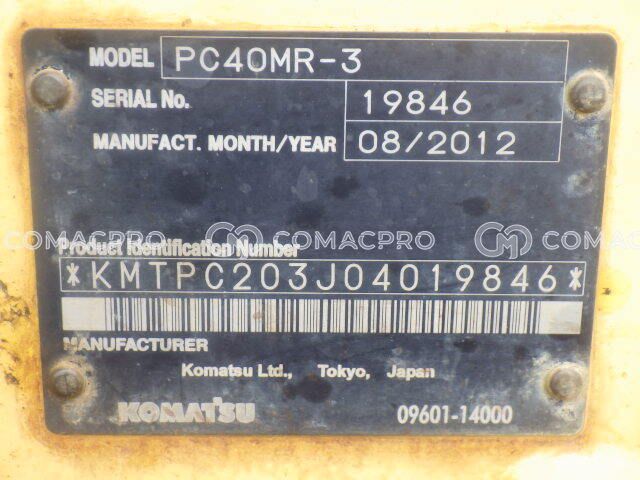 MODEL PC40MR-3
SERIAL No. 19846
MANUFACT. MONTH/YEAR 08/2012
COMACPRO COMACPRO COMACPRO
Product Identification Number
*KMTPC203J04019846*
MANUFACTURER
Komatsu Ltd., Tokyo, Japan
KOMATSU 09601-14000